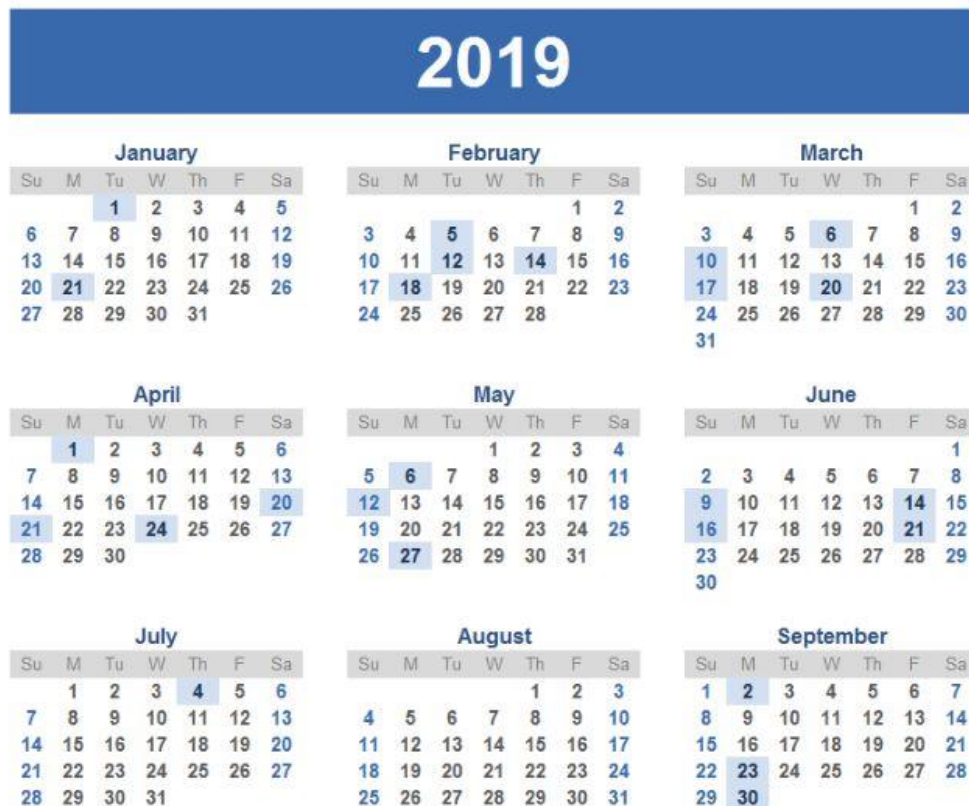 2019
January February March
Su M Tu W Th F Sa Su M Tu W Th F Sa Su M Tu W Th F Sa
1 2 3 4 5 1 2 1 2
6 7 8 9 10 11 12 3 4 5 6 7 8 9 3 4 5 6 7 8 9
13 14 15 16 17 18 19 10 11 12 13 14 15 16 10 11 12 13 14 15 16
20 21 22 23 24 25 26 17 18 19 20 21 22 23 17 18 19 20 21 22 23
27 28 29 30 31 24 25 26 27 28 24 25 26 27 28 29 30
31
April May June
Su M Tu W Th F Sa Su M Tu W Th F Sa Su M Tu W Th F Sa
1 2 3 4 5 6 1 2 3 4 1
7 8 9 10 11 12 13 5 6 7 8 9 10 11 2 3 4 5 6 7 8
14 15 16 17 18 19 20 12 13 14 15 16 17 18 9 10 11 12 13 14 15
21 22 23 24 25 26 27 19 20 21 22 23 24 25 16 17 18 19 20 21 22
28 29 30 26 27 28 29 30 31 23 24 25 26 27 28 29
30
July August September
Su M Tu W Th F Sa Su M Tu W Th F Sa Su M Tu W Th F Sa
1 2 3 4 5 6 1 2 3 1 2 3 4 5 6 7
7 8 9 10 11 12 13 4 5 6 7 8 9 10 8 9 10 11 12 13 14
14 15 16 17 18 19 20 11 12 13 14 15 16 17 15 16 17 18 19 20 21
21 22 23 24 25 26 27 18 19 20 21 22 23 24 22 23 24 25 26 27 28
28 29 30 31 25 26 27 28 29 30 31 29 30